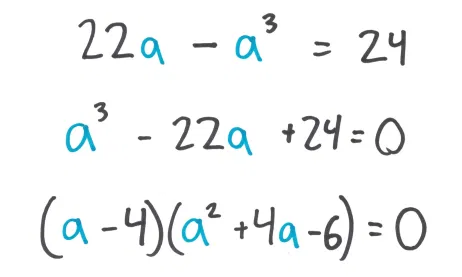 22a - a³ = 24
a³ - 22a + 24 = 0
(a - 4)(a² + 4a - 6) = 0